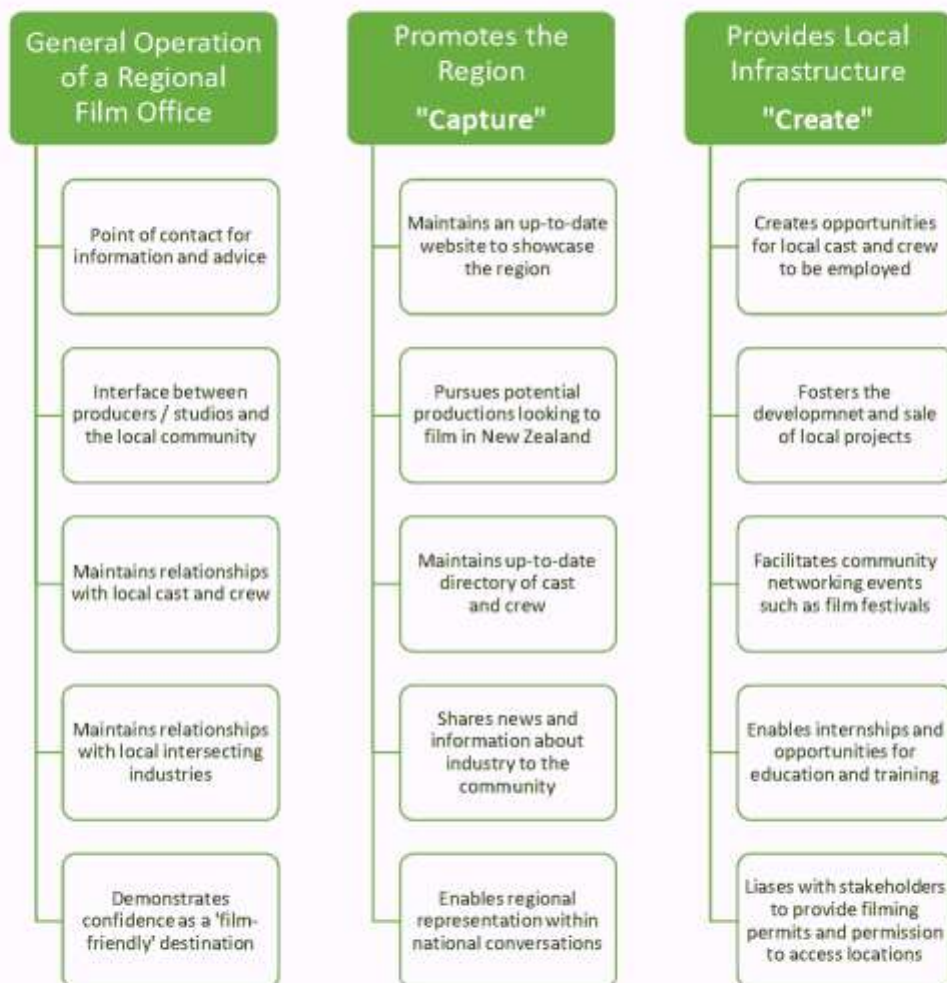 General Operation
of a Regional
Film Office
Point of contact for
information and advice
Interface between
producers / studios and
the local community
Maintains relationships
with local cast and crew
Maintains relationships
with local intersecting
industries
Demonstrates
confidence as a 'film-
friendly' destination
Promotes the
Region
"Capture"
Maintains an up-to-date
website to showcase
the region
Pursues potential
productions looking to
film in New Zealand
Maintains up-to-date
directory of cast
and crew
Shares news and
information about
industry to the
community
Enables regional
representation within
national conversations
Provides Local
Infrastructure
"Create"
Creates opportunities
for local cast and crew
to be employed
Fosters the
developmnet and sale
of local projects
Facilitates community
networking events
such as film festivals
Enables internships and
opportunities for
education and training
Liases with stakeholders
to provide filming
permits and permission
to access locations